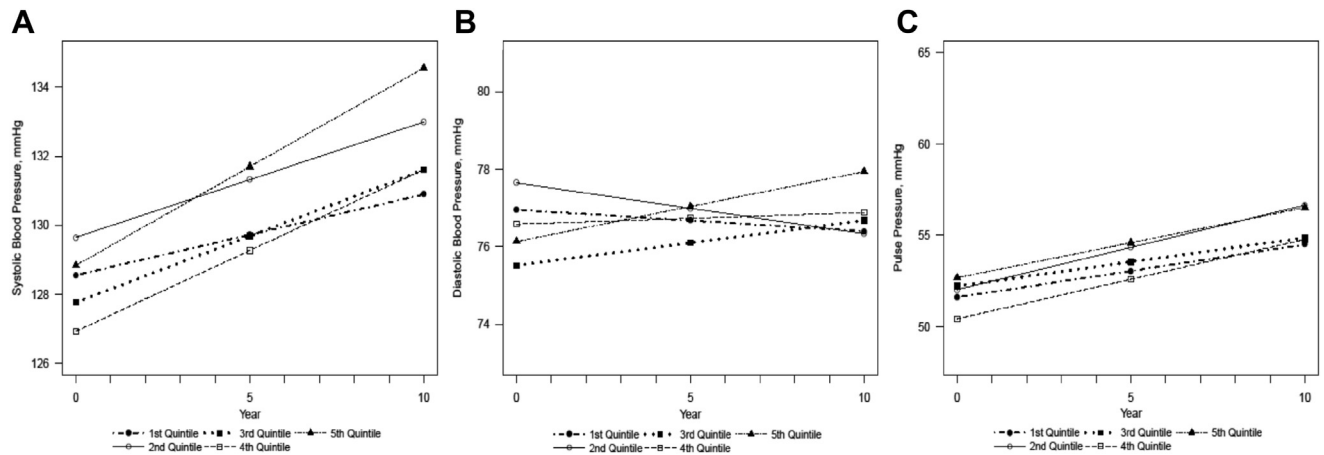 A
B
C
Systolic Blood Pressure, mmHg
134
132
130
128
126
0
5
10
Year
1st Quintile
3rd Quintile
5th Quintile
2nd Quintile
4th Quintile
Diastolic Blood Pressure, mmHg
80
78
76
74
0
5
10
Year
1st Quintile
3rd Quintile
5th Quintile
2nd Quintile
4th Quintile
Pulse Pressure, mmHg
65
60
55
50
0
5
10
Year
1st Quintile
3rd Quintile
5th Quintile
2nd Quintile
4th Quintile